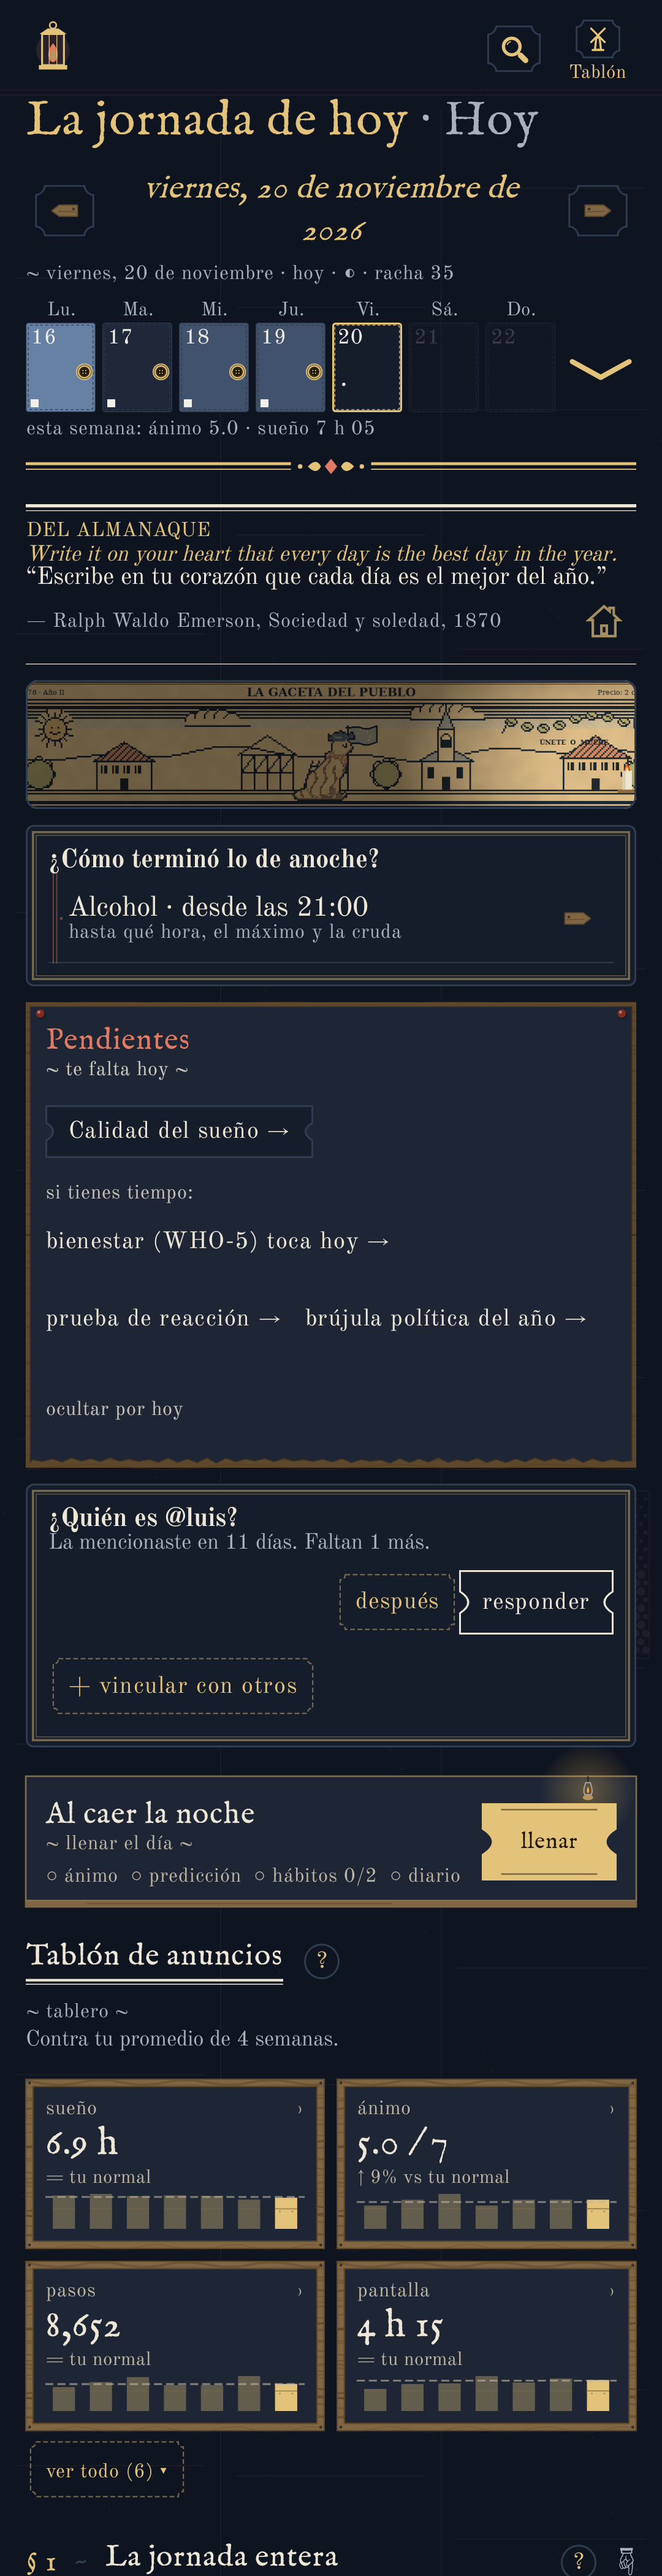 Tablón
La jornada de hoy · Hoy
viernes, 20 de noviembre de
2026
~ viernes, 20 de noviembre · hoy · ◐ · racha 35
Lu. Ma. Mi. Ju. Vi. Sá. Do.
16 17 18 19 20 21 22
esta semana: ánimo 5.0 · sueño 7 h 05
DEL ALMANAQUE
Write it on your heart that every day is the best day in the year.
“Escribe en tu corazón que cada día es el mejor del año.”
— Ralph Waldo Emerson, Sociedad y soledad, 1870
78 · Año II LA GACETA DEL PUEBLO Precio: 2 c
ÚNETE O
¿Cómo terminó lo de anoche?
Alcohol · desde las 21:00
hasta qué hora, el máximo y la cruda
Pendientes
~ te falta hoy ~
Calidad del sueño →
si tienes tiempo:
bienestar (WHO-5) toca hoy →
prueba de reacción → brújula política del año →
ocultar por hoy
¿Quién es @luis?
La mencionaste en 11 días. Faltan 1 más.
después responder
+ vincular con otros
Al caer la noche
~ llenar el día ~
○ ánimo ○ predicción ○ hábitos 0/2 ○ diario
llenar
Tablón de anuncios ?
~ tablero ~
Contra tu promedio de 4 semanas.
sueño ›
6.9 h
= tu normal
ánimo ›
5.0 / 7
↑ 9% vs tu normal
pasos ›
8,652
= tu normal
pantalla ›
4 h 15
= tu normal
ver todo (6) ▾
§ 1 ~ La jornada entera ?